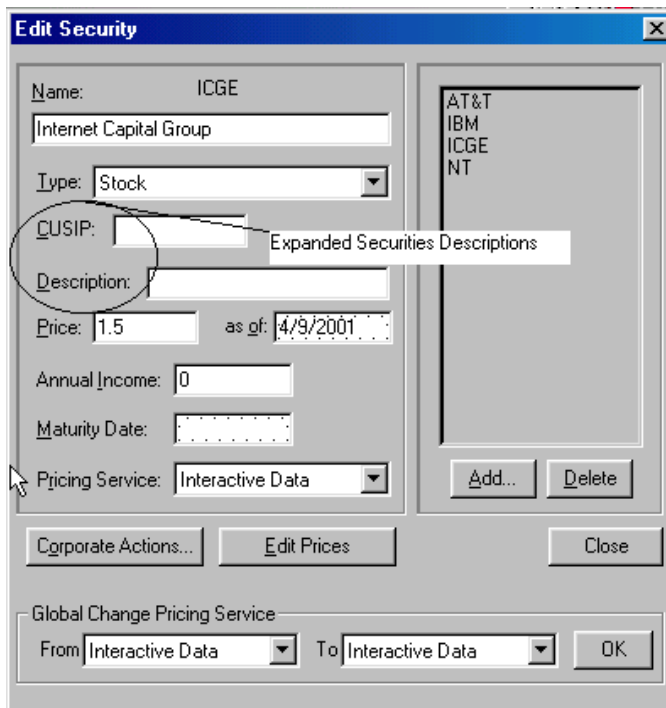 Edit Security
Name: ICGE
Internet Capital Group
Type: Stock
CUSIP:
Expanded Securities Descriptions
Description:
Price: 1.5 as of: 4/9/2001
Annual Income: 0
Maturity Date:
Pricing Service: Interactive Data
AT&T
IBM
ICGE
NT
Add... Delete
Corporate Actions... Edit Prices Close
Global Change Pricing Service
From Interactive Data To Interactive Data OK